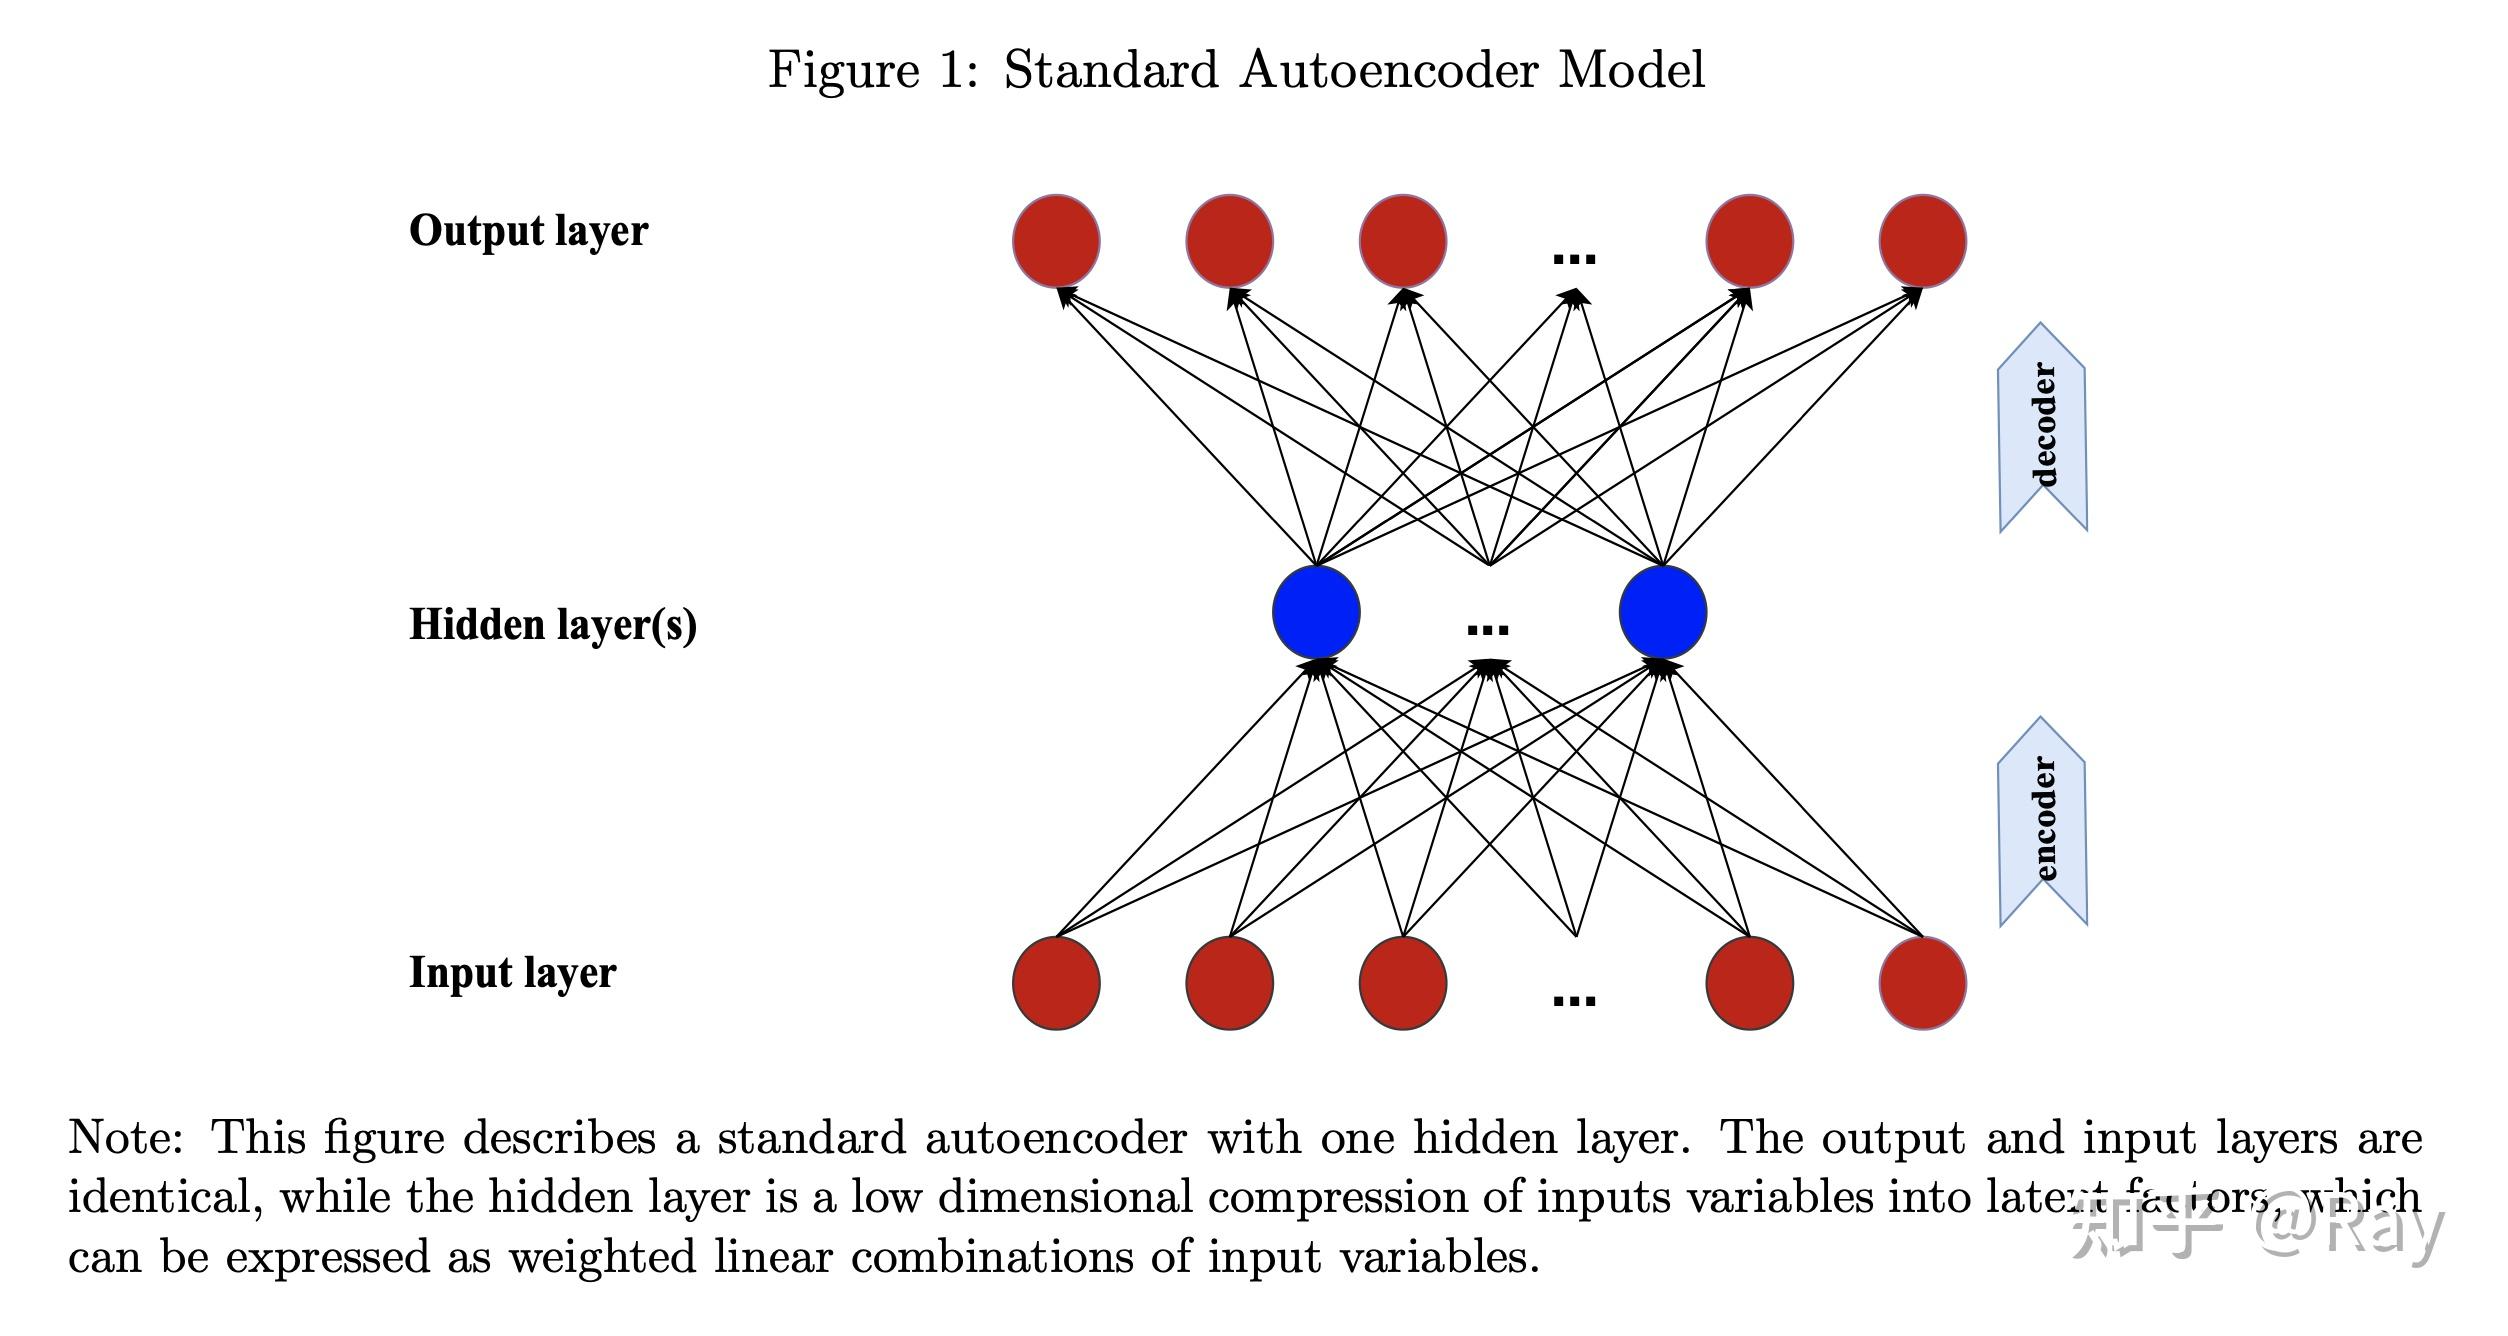 Figure 1: Standard Autoencoder Model
Output layer
...
decoder
Hidden layer(s)
...
encoder
Input layer
...
Note: This figure describes a standard autoencoder with one hidden layer. The output and input layers are
identical, while the hidden layer is a low dimensional compression of inputs variables into latent factors, which
can be expressed as weighted linear combinations of input variables.
知乎 @Ray